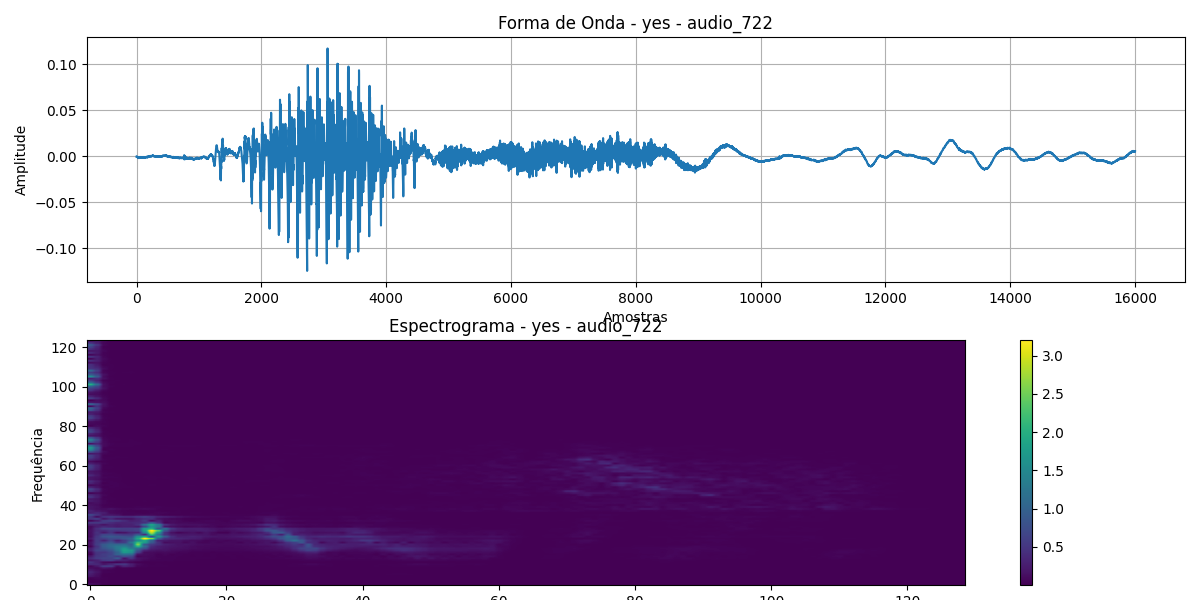 Forma de Onda - yes - audio_722
0.10
0.05
0.00
−0.05
−0.10
Amplitude
0 2000 4000 6000 8000 10000 12000 14000 16000
Amostras
Espectrograma - yes - audio_722
120
100
80
60
40
20
0
Frequência
0 20 40 60 80 100 120
3.0
2.5
2.0
1.5
1.0
0.5